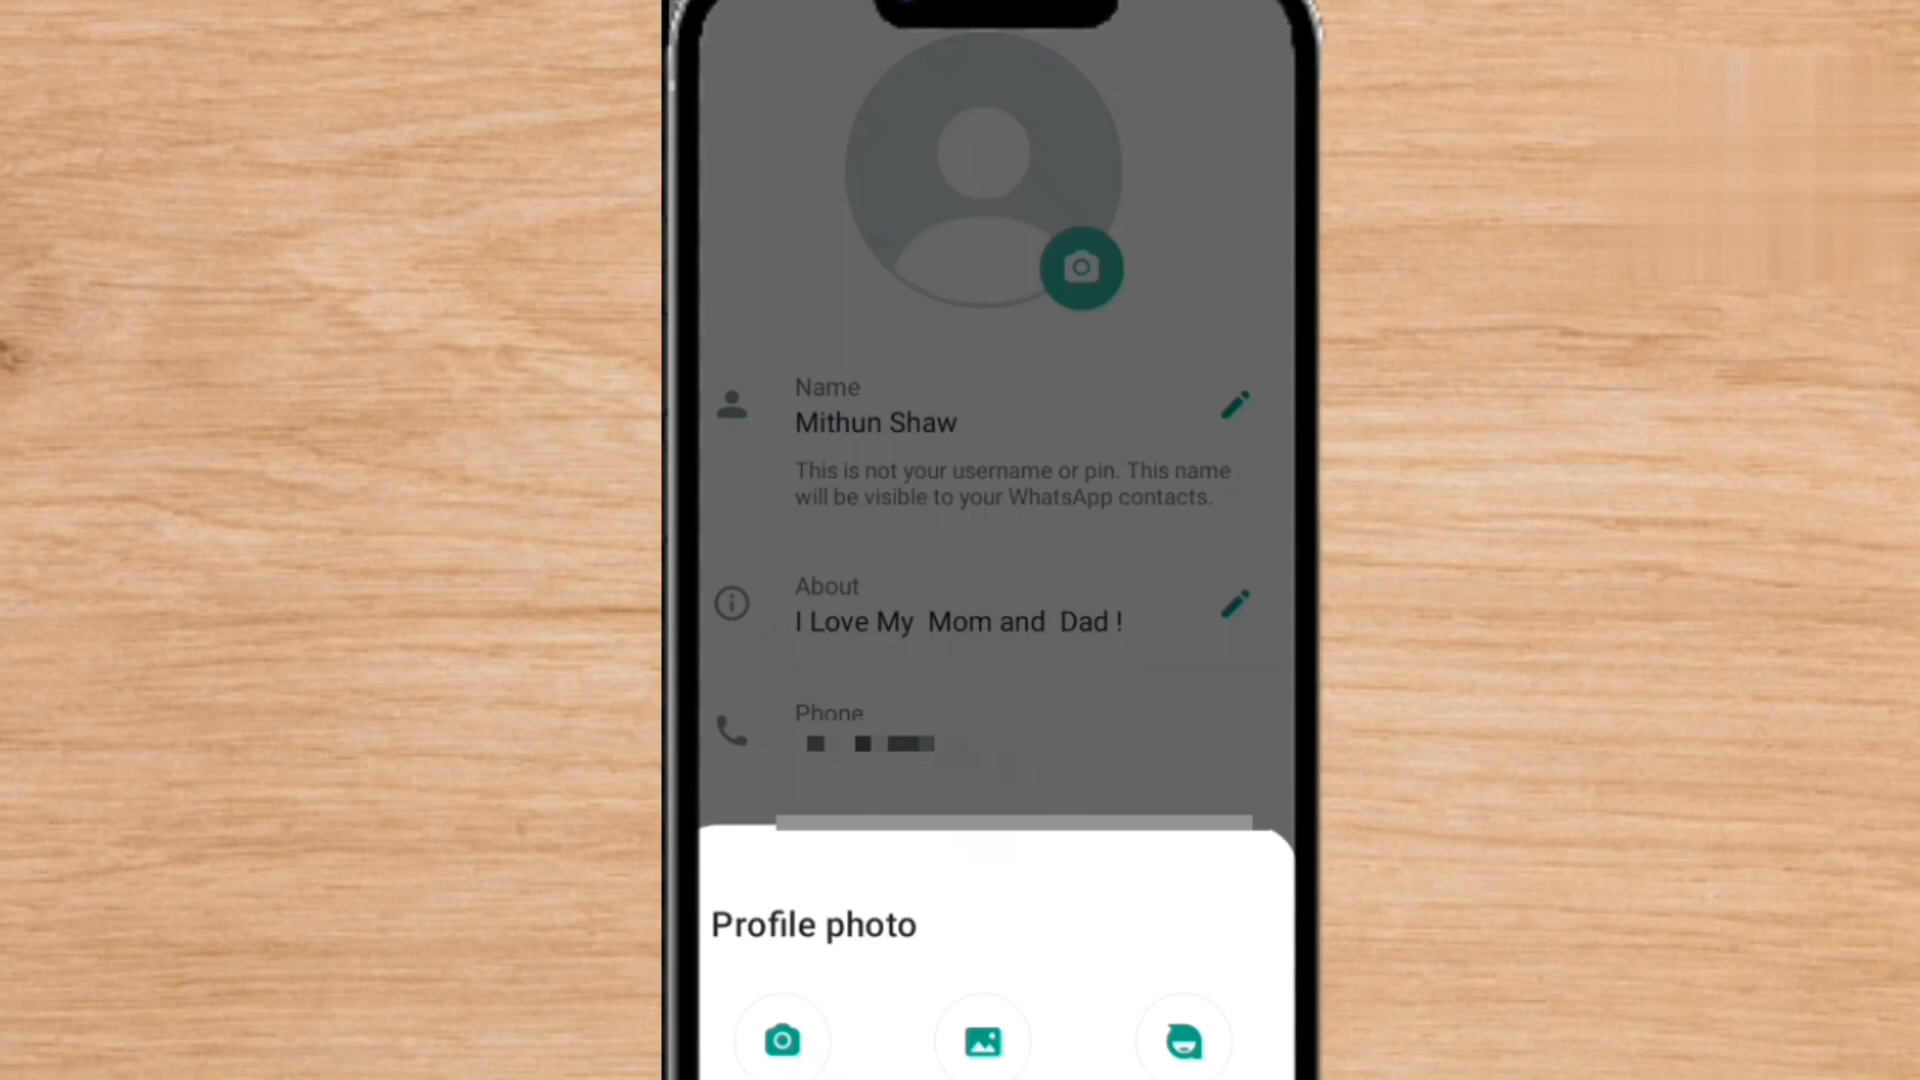 Name
Mithun Shaw
This is not your username or pin. This name
will be visible to your WhatsApp contacts.
About
I Love My Mom and Dad !
Phone
Profile photo